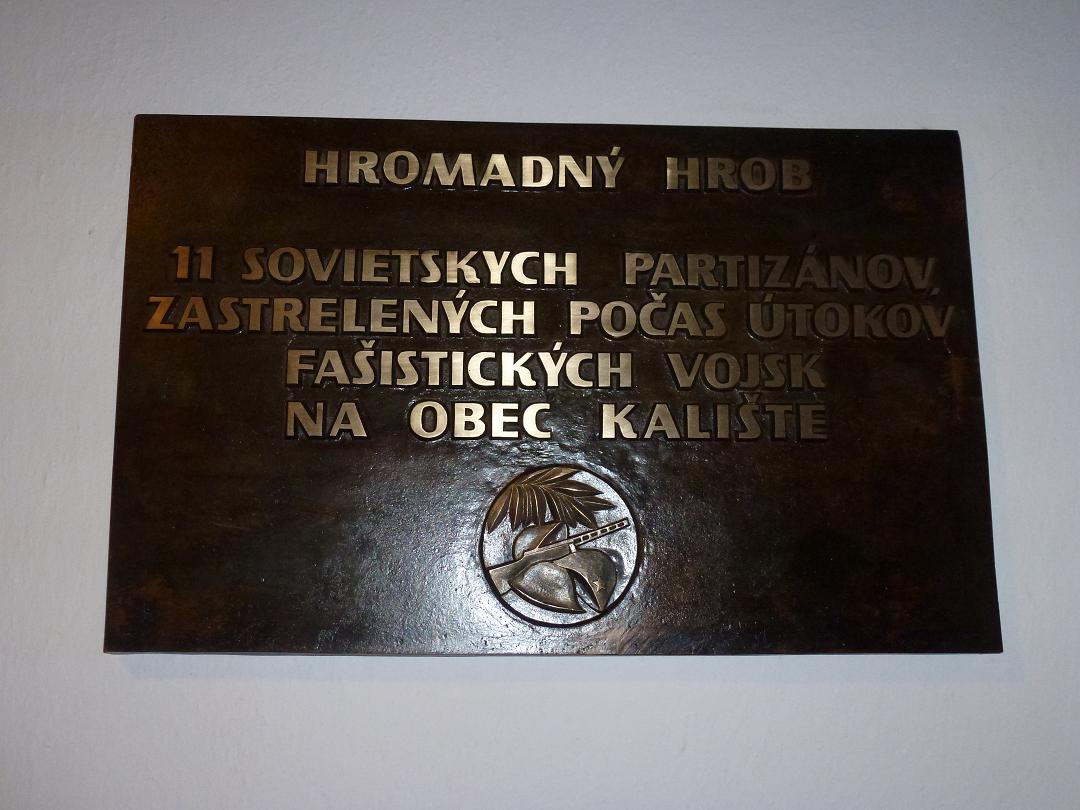 HROMADNÝ HROB
11 SOVIETSKYCH PARTIZÁNOV,
ZASTRELENÝCH POČAS ÚTOKOV
FAŠISTICKÝCH VOJSK
NA OBEC KALIŠTE